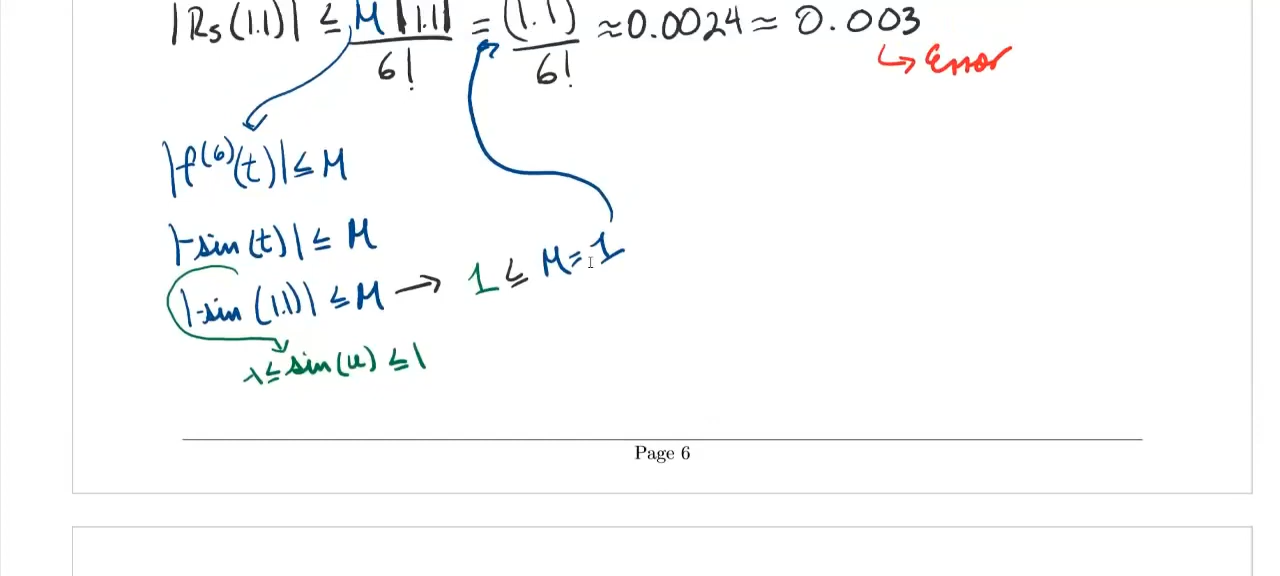 |R₅(1.1)| ≤ M|1.1| / 6! = (1.1) / 6! ≈ 0.0024 ≈ 0.003
↳ Error
|f⁽⁶⁾(t)| ≤ M
|-sin(t)| ≤ M
|-sin(1.1)| ≤ M → 1 ≤ M = 1
≤ sin(u) ≤ 1
Page 6